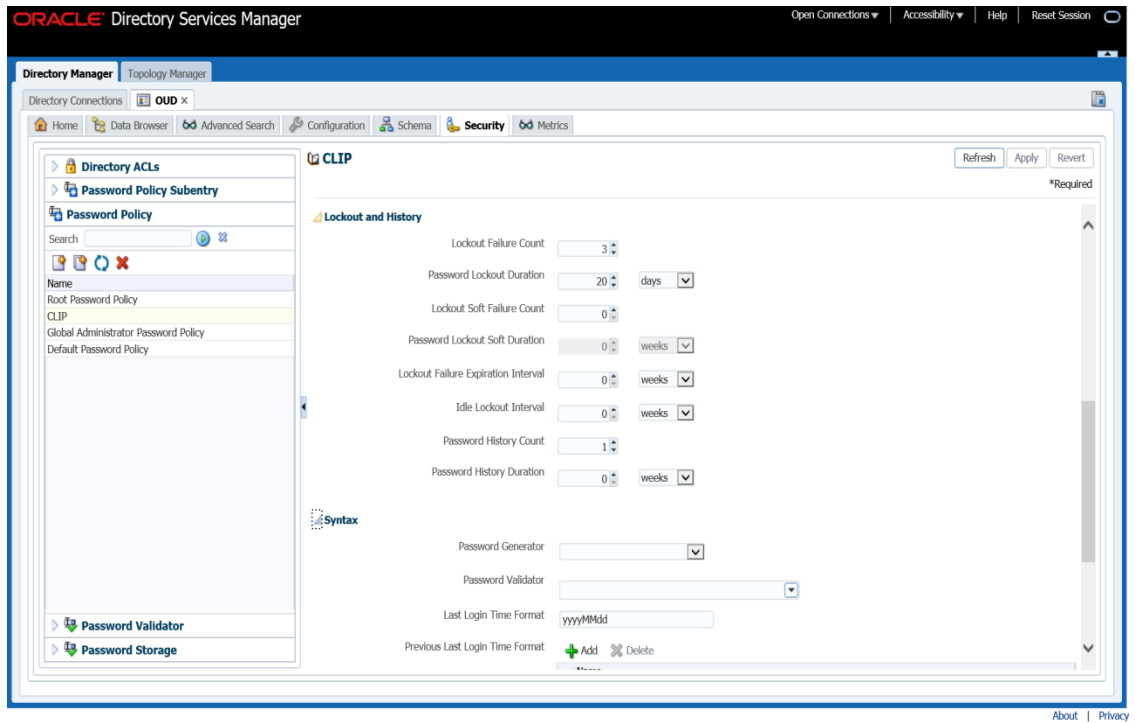 ORACLE Directory Services Manager
Open Connections Accessibility Help Reset Session
Directory Manager Topology Manager
Directory Connections OUD ×
Home Data Browser Advanced Search Configuration Schema Security Metrics
Directory ACLs
Password Policy Subentry
Password Policy
Search
Name
Root Password Policy
CLIP
Global Administrator Password Policy
Default Password Policy
Password Validator
Password Storage
CLIP
Refresh Apply Revert
*Required
Lockout and History
Lockout Failure Count 3
Password Lockout Duration 20 days
Lockout Soft Failure Count 0
Password Lockout Soft Duration 0 weeks
Lockout Failure Expiration Interval 0 weeks
Idle Lockout Interval 0 weeks
Password History Count 1
Password History Duration 0 weeks
Syntax
Password Generator
Password Validator
Last Login Time Format yyyyMMdd
Previous Last Login Time Format Add Delete
About | Privacy